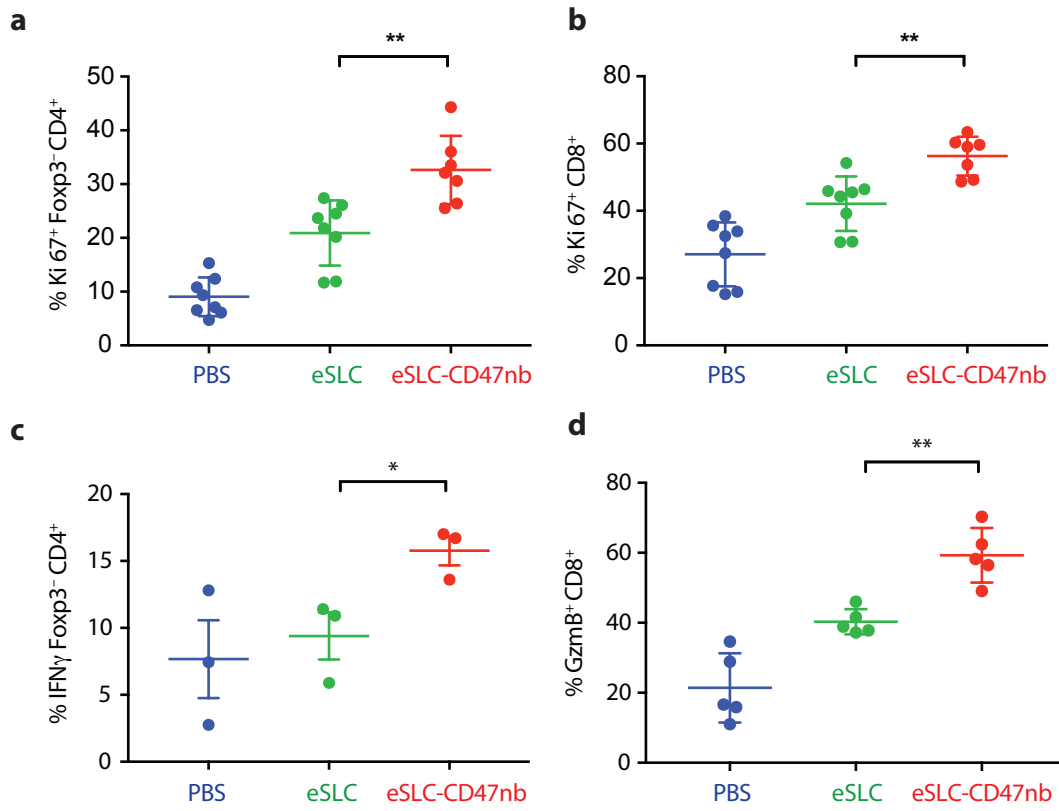 a
**
50
40
30
20
10
0
% Ki 67⁺ Foxp3⁻ CD4⁺
PBS
eSLC
eSLC-CD47nb
b
**
80
60
40
20
0
% Ki 67⁺ CD8⁺
PBS
eSLC
eSLC-CD47nb
c
*
20
15
10
5
0
% IFNγ Foxp3⁻ CD4⁺
PBS
eSLC
eSLC-CD47nb
d
**
80
60
40
20
0
% GzmB⁺ CD8⁺
PBS
eSLC
eSLC-CD47nb